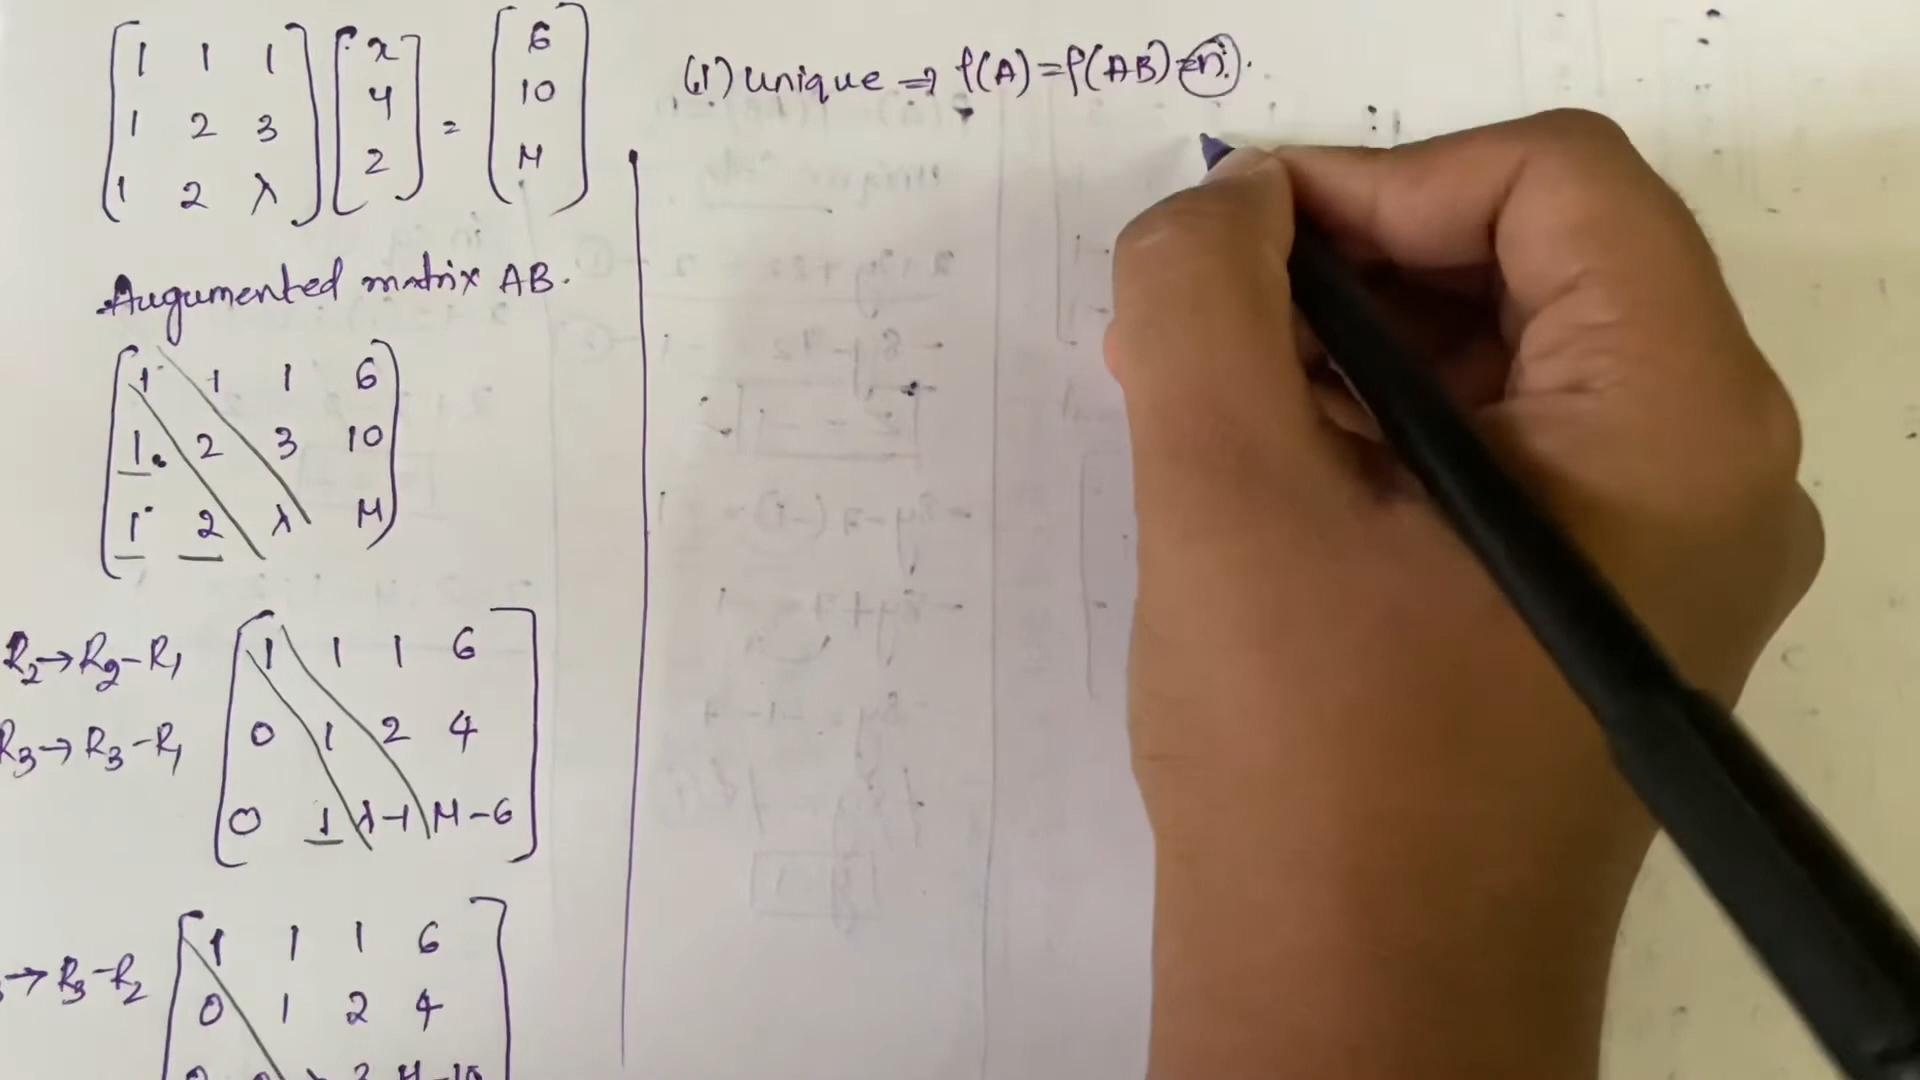 [1 1 1] [x] = [6]
[1 2 3] [y] [10]
[1 2 λ] [z] [μ]
Augumented matrix AB.
[1 1 1 6]
[1 2 3 10]
[1 2 λ μ]
R2→R2-R1 [1 1 1 6]
R3→R3-R1 [0 1 2 4]
[0 1 λ-1 μ-6]
→R3-R2 [1 1 1 6]
[0 1 2 4]
(i) unique ⇒ ρ(A)=ρ(AB)=n.